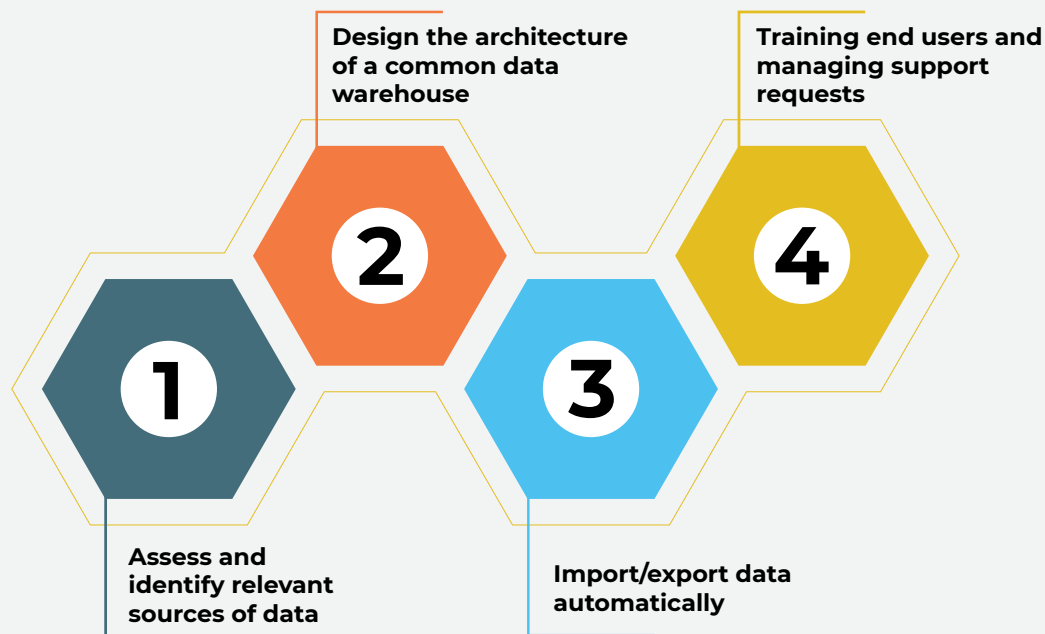 1
Assess and
identify relevant
sources of data
2
Design the architecture
of a common data
warehouse
3
Import/export data
automatically
4
Training end users and
managing support
requests